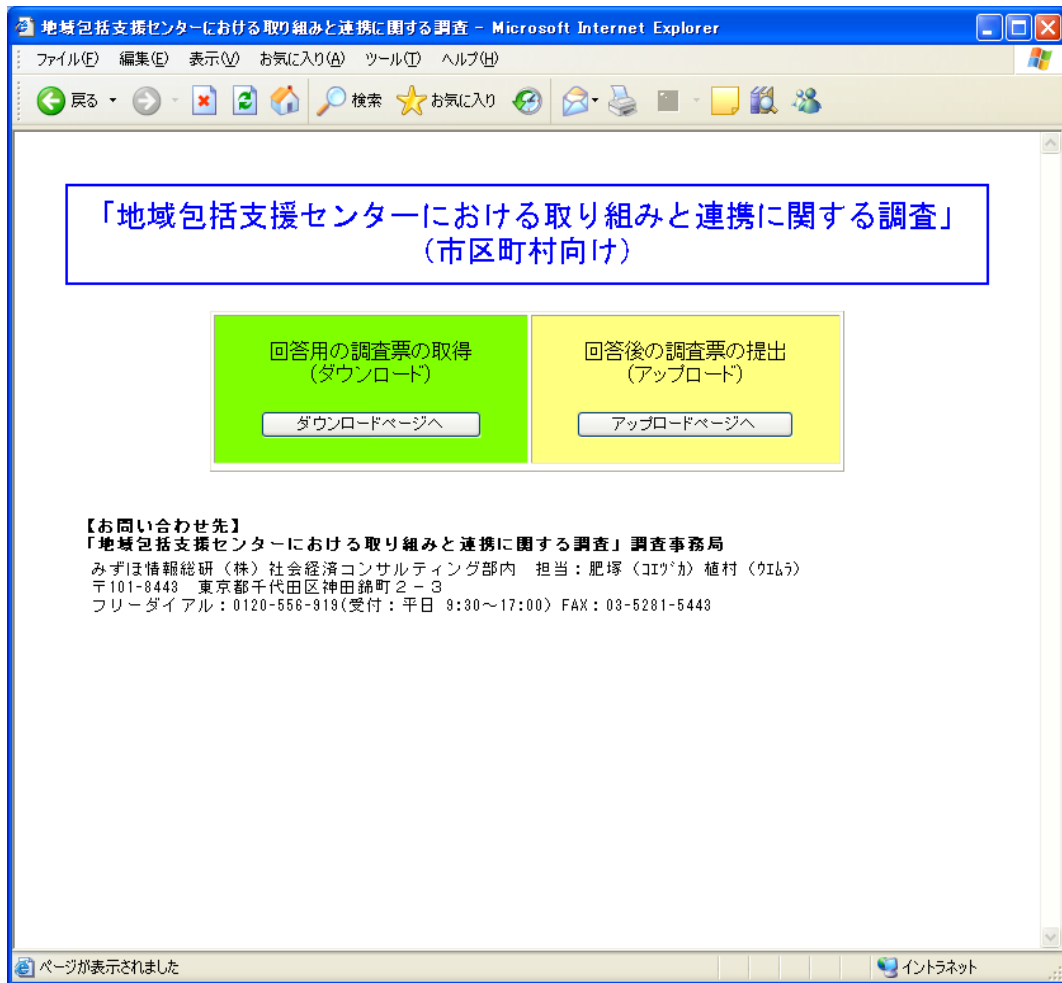 地域包括支援センターにおける取り組みと連携に関する調査 - Microsoft Internet Explorer
ファイル(F) 編集(E) 表示(V) お気に入り(A) ツール(T) ヘルプ(H)
戻る 検索 お気に入り
「地域包括支援センターにおける取り組みと連携に関する調査」
(市区町村向け)
回答用の調査票の取得
(ダウンロード)
ダウンロードページへ
回答後の調査票の提出
(アップロード)
アップロードページへ
【お問い合わせ先】
「地域包括支援センターにおける取り組みと連携に関する調査」調査事務局
みずほ情報総研(株)社会経済コンサルティング部内 担当:肥塚(コエヅカ)植村(ウエムラ)
〒101-8443 東京都千代田区神田錦町2-3
フリーダイアル:0120-556-919(受付:平日 9:30~17:00) FAX:03-5281-5443
ページが表示されました
イントラネット